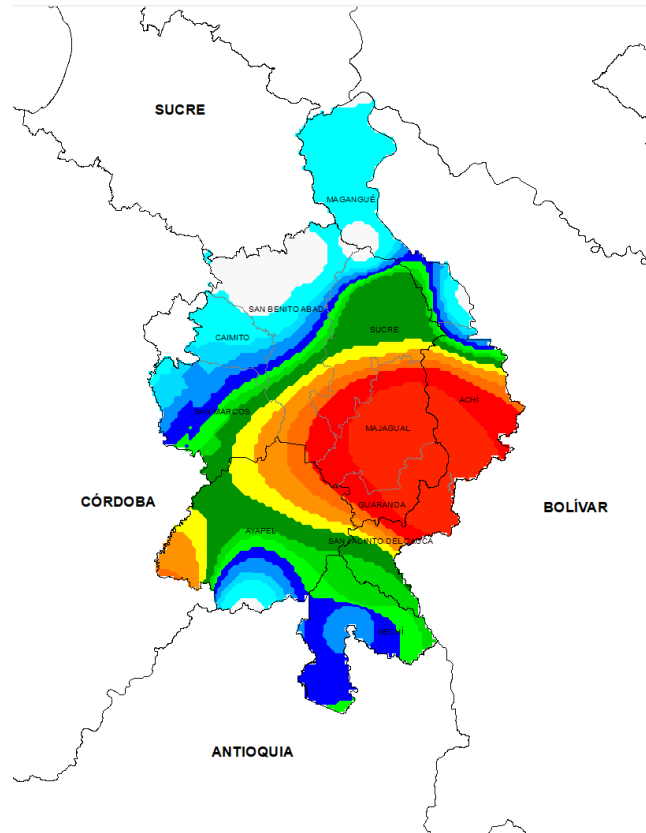 SUCRE
MAGANGUÉ
SAN BENITO ABAD
SUCRE
CAIMITO
ACHÍ
SAN MARCOS
MAJAGUAL
CÓRDOBA
GUARANDA
BOLÍVAR
AYAPEL
SAN JACINTO DEL CAUCA
NECHÍ
ANTIOQUIA